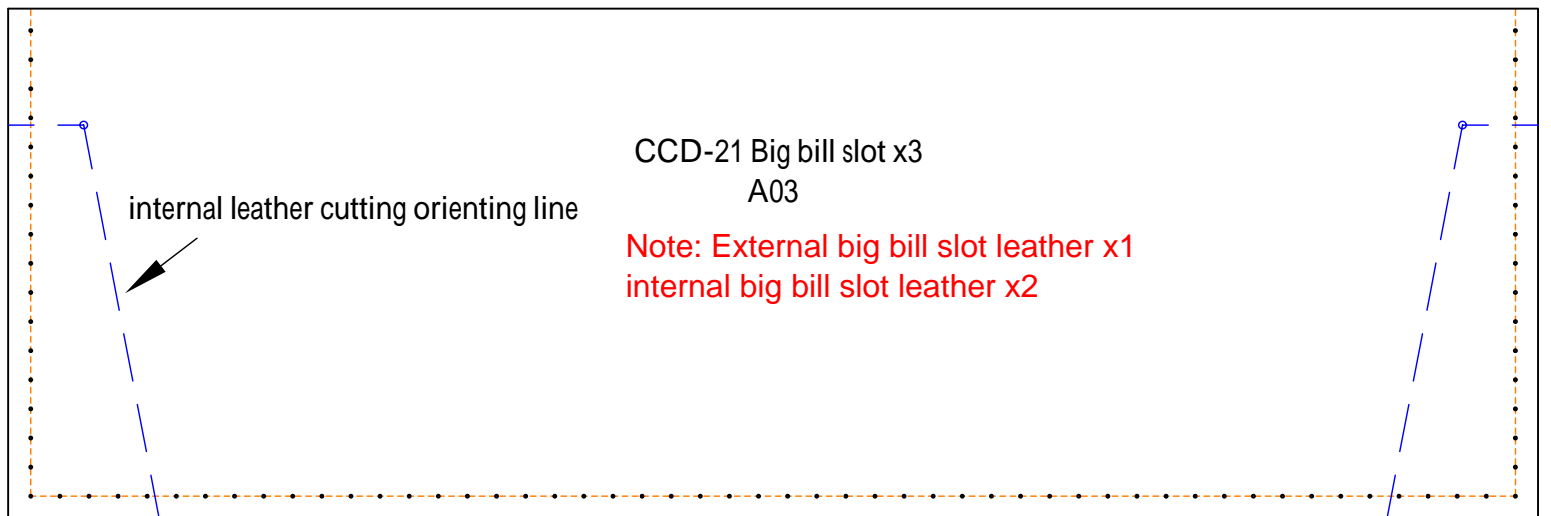 CCD-21 Big bill slot x3
A03
internal leather cutting orienting line
Note: External big bill slot leather x1
internal big bill slot leather x2